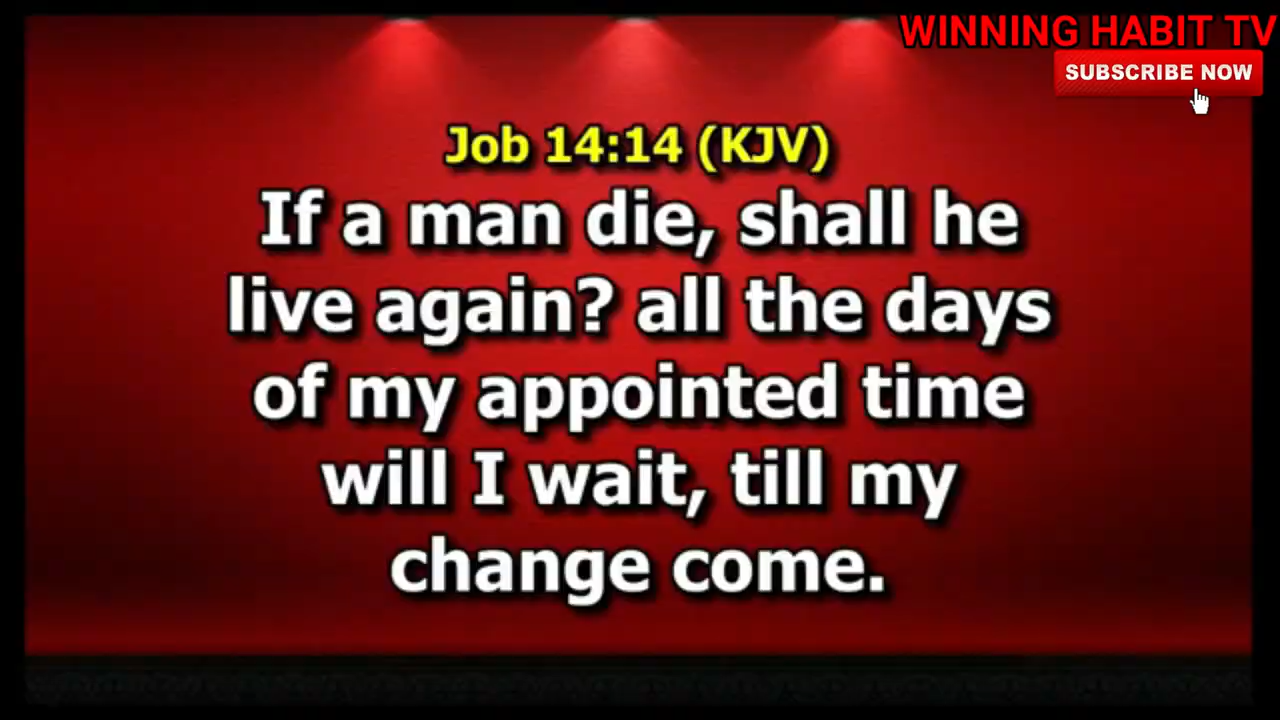 WINNING HABIT TV
SUBSCRIBE NOW
Job 14:14 (KJV)
If a man die, shall he
live again? all the days
of my appointed time
will I wait, till my
change come.